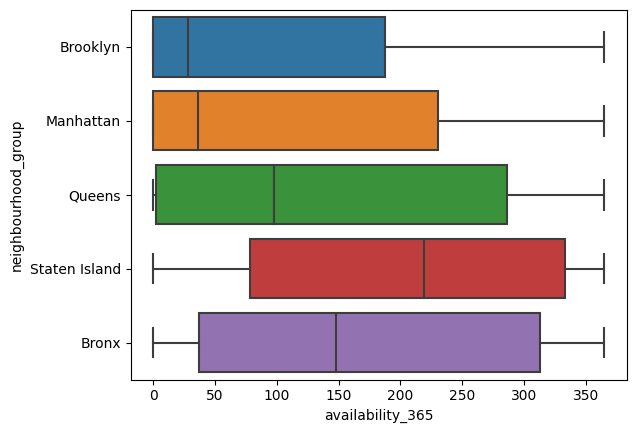 neighbourhood_group
Brooklyn
Manhattan
Queens
Staten Island
Bronx
0 50 100 150 200 250 300 350
availability_365